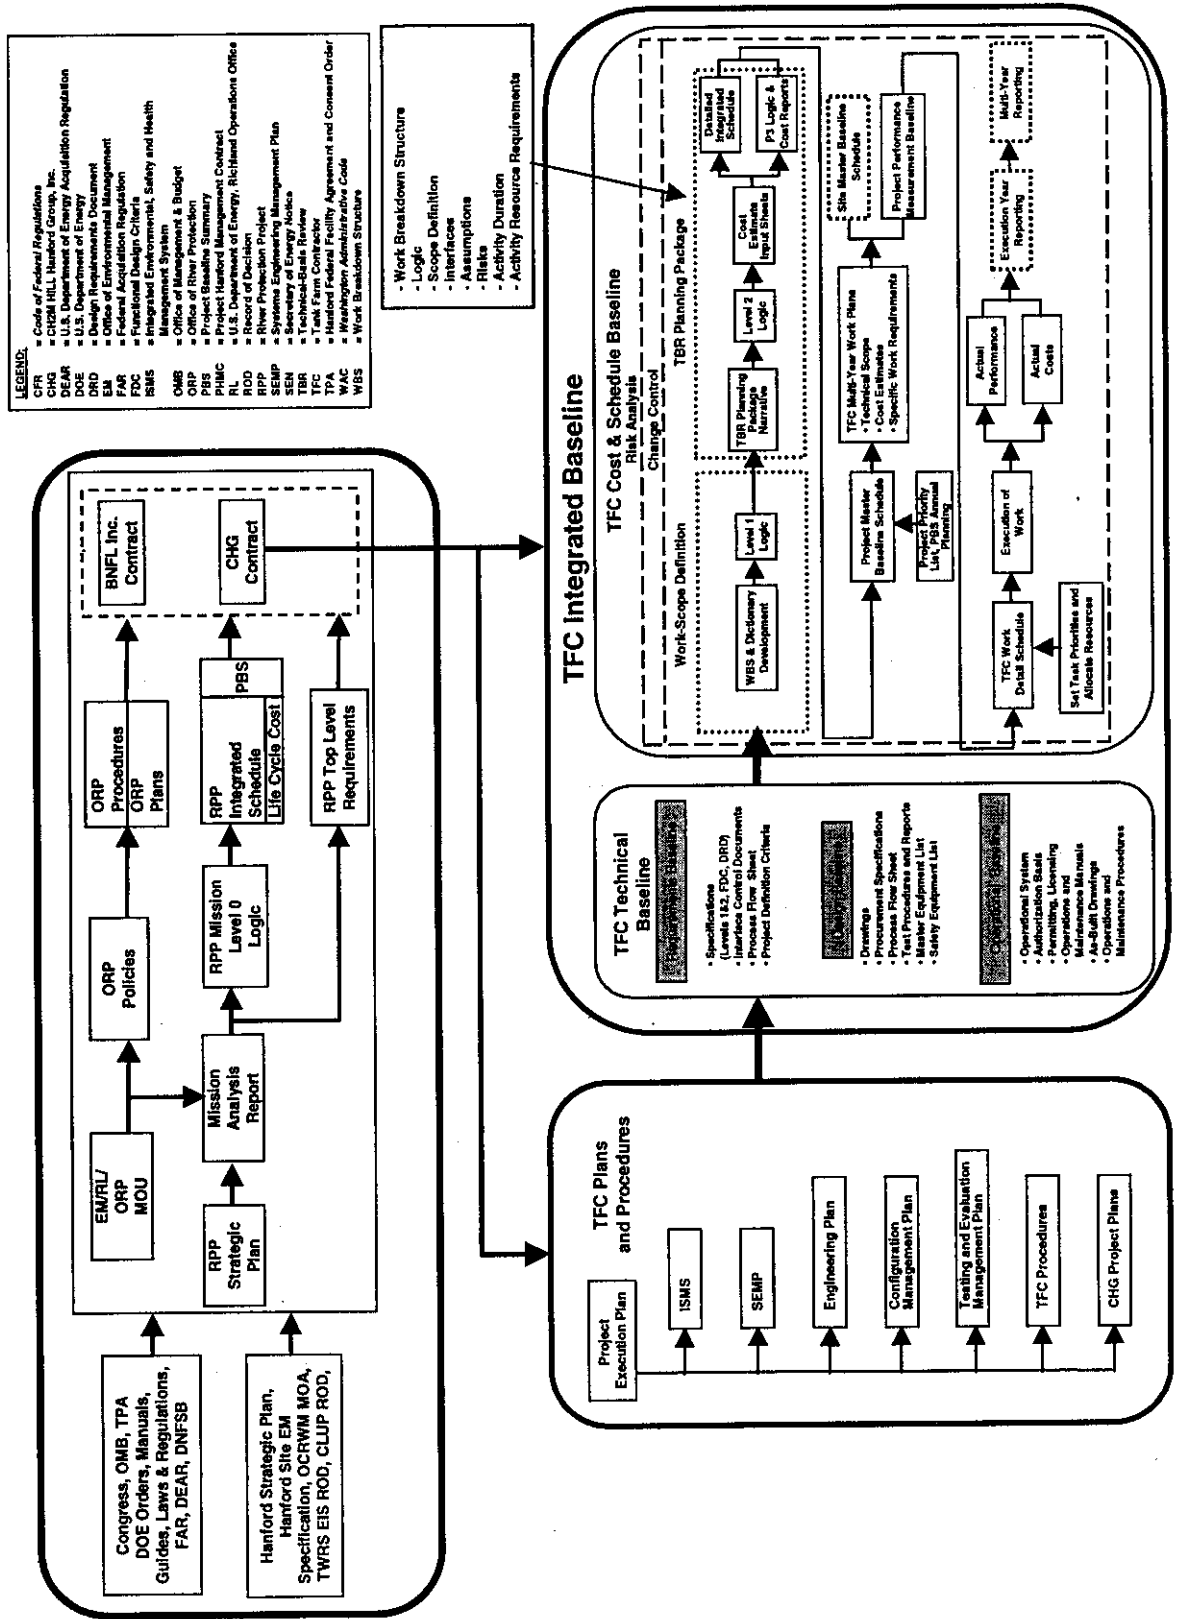 Congress, OMB, TPA
DOE Orders, Manuals,
Guides, Laws & Regulations,
FAR, DEAR, DNFSB
Hanford Strategic Plan,
Hanford Site EM
Specification, OCRWM MOA,
TWRS EIS ROD, CLUP ROD,
EM/RL/
ORP
MOU
RPP
Strategic
Plan
ORP
Policies
Mission
Analysis
Report
ORP
Procedures
ORP
Plans
RPP Mission
Level 0
Logic
RPP
Integrated
Schedule
Life Cycle Cost
PBS
RPP Top Level
Requirements
BNFL Inc.
Contract
CHG
Contract
LEGEND:
CFR = Code of Federal Regulations
CHG = CH2M HILL Hanford Group, Inc.
DEAR = U.S. Department of Energy Acquisition Regulation
DOE = U.S. Department of Energy
DRD = Design Requirements Document
EM = Office of Environmental Management
FAR = Federal Acquisition Regulation
FDC = Functional Design Criteria
ISMS = Integrated Environmental, Safety and Health
Management System
OMB = Office of Management & Budget
ORP = Office of River Protection
PBS = Project Baseline Summary
PHMC = Project Hanford Management Contract
RL = U.S. Department of Energy, Richland Operations Office
ROD = Record of Decision
RPP = River Protection Project
SEMP = Systems Engineering Management Plan
SEN = Secretary of Energy Notice
TBR = Technical-Basis Review
TFC = Tank Farm Contractor
TPA = Hanford Federal Facility Agreement and Consent Order
WAC = Washington Administrative Code
WBS = Work Breakdown Structure
- Work Breakdown Structure
- Logic
- Scope Definition
- Interfaces
- Assumptions
- Risks
- Activity Duration
- Activity Resource Requirements
TFC Plans
and Procedures
Project
Execution Plan
ISMS
SEMP
Engineering Plan
Configuration
Management Plan
Testing and Evaluation
Management Plan
TFC Procedures
CHG Project Plans
TFC Integrated Baseline
TFC Technical
Baseline
Requirements Baseline
• Specifications
(Levels 1&2, FDC, DRD)
• Interface Control Documents
• Process Flow Sheet
• Project Definition Criteria
Design Baseline
• Drawings
• Procurement Specifications
• Process Flow Sheet
• Test Procedures and Reports
• Master Equipment List
• Safety Equipment List
Operational Baseline
• Operational System
• Authorization Basis
• Permitting, Licensing
• Operations and
Maintenance Manuals
• As-Built Drawings
• Operations and
Maintenance Procedures
TFC Cost & Schedule Baseline
Risk Analysis
Change Control
Work-Scope Definition
TBR Planning Package
WBS & Dictionary
Development
Level 1
Logic
TBR Planning
Package
Narrative
Level 2
Logic
Cost
Estimate
Input Sheets
Detailed
Integrated
Schedule
P3 Logic &
Cost Reports
Project Master
Baseline Schedule
Project Priority
List, PBS Annual
Planning
TFC Multi-Year Work Plans
• Technical Scope
• Cost Estimates
• Specific Work Requirements
Site Master Baseline
Schedule
Project Performance
Measurement Baseline
TFC Work
Detail Schedule
Set Task Priorities and
Allocate Resources
Execution of
Work
Actual
Performance
Actual
Costs
Execution Year
Reporting
Multi-Year
Reporting